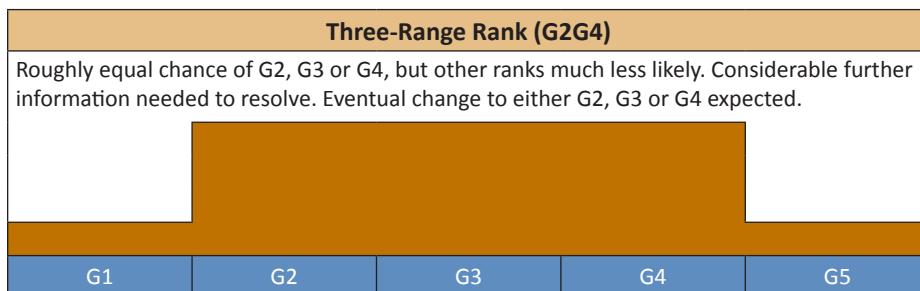 Three-Range Rank (G2G4)
Roughly equal chance of G2, G3 or G4, but other ranks much less likely. Considerable further
information needed to resolve. Eventual change to either G2, G3 or G4 expected.
G1 G2 G3 G4 G5